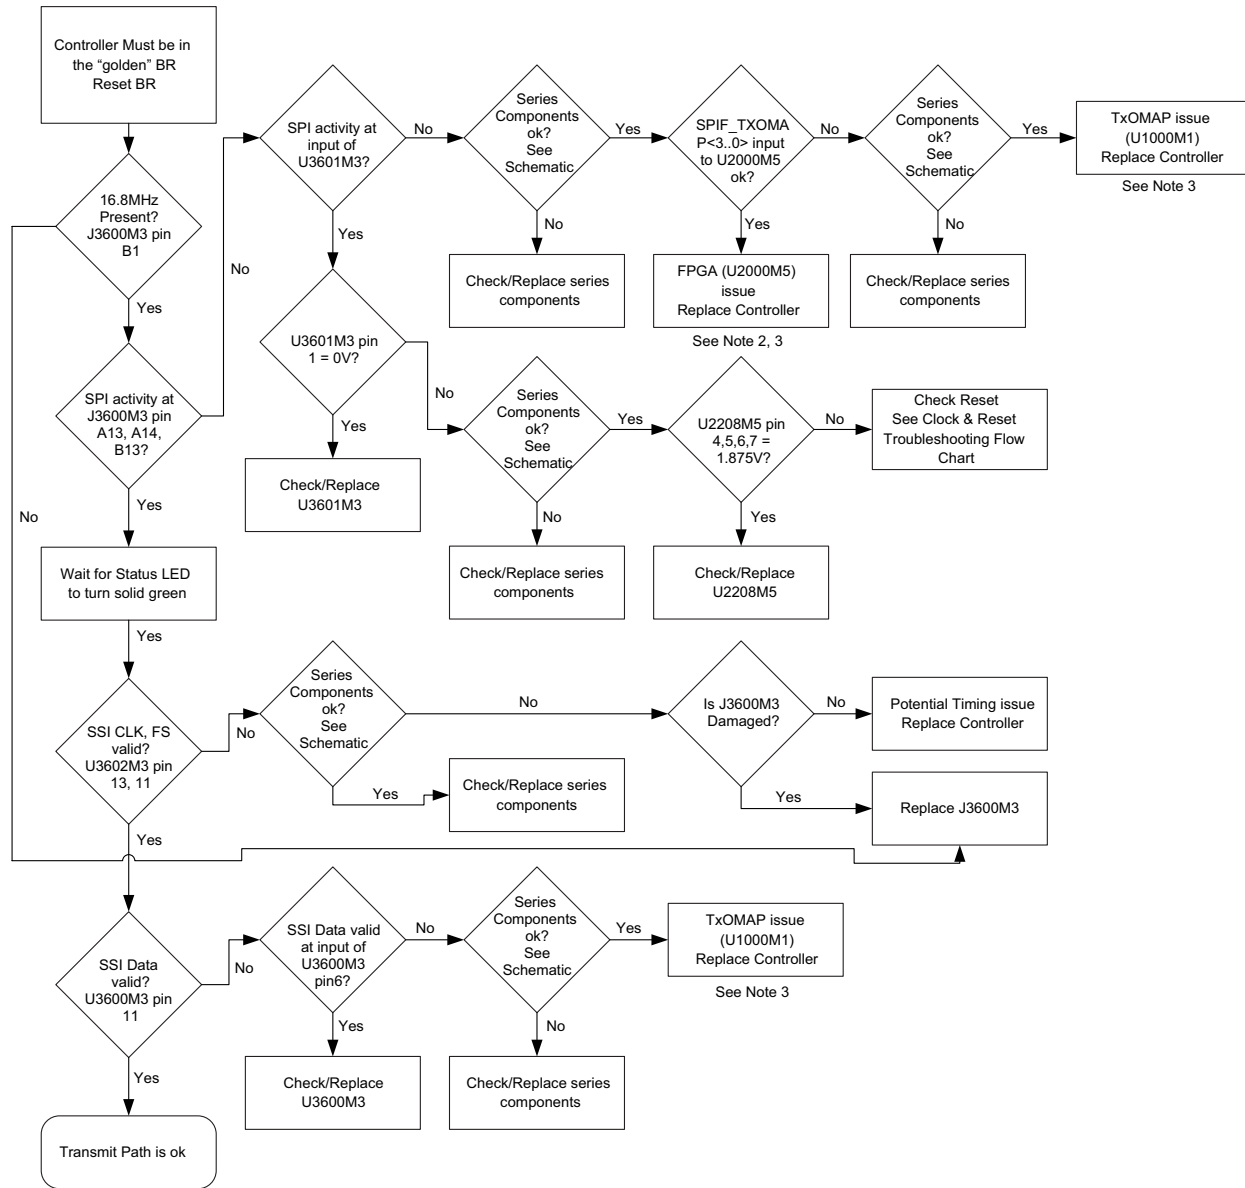 Controller Must be in
the “golden” BR
Reset BR
16.8MHz
Present?
J3600M3 pin
B1
No
Yes
SPI activity at
J3600M3 pin
A13, A14,
B13?
No
Yes
Wait for Status LED
to turn solid green
Yes
SSI CLK, FS
valid?
U3602M3 pin
13, 11
No
Yes
SSI Data
valid?
U3600M3 pin
11
No
Yes
Transmit Path is ok
SPI activity at
input of
U3601M3?
No
Yes
Series
Components
ok?
See
Schematic
Yes
No
Check/Replace series
components
SPIF_TXOMA
P<3..0> input
to U2000M5
ok?
No
Yes
FPGA (U2000M5)
issue
Replace Controller
See Note 2, 3
Series
Components
ok?
See
Schematic
Yes
No
Check/Replace series
components
TxOMAP issue
(U1000M1)
Replace Controller
See Note 3
U3601M3 pin
1 = 0V?
No
Yes
Check/Replace
U3601M3
Series
Components
ok?
See
Schematic
Yes
No
Check/Replace series
components
U2208M5 pin
4,5,6,7 =
1.875V?
No
Yes
Check/Replace
U2208M5
Check Reset
See Clock & Reset
Troubleshooting Flow
Chart
Series
Components
ok?
See
Schematic
No
Yes
Check/Replace series
components
Is J3600M3
Damaged?
No
Yes
Potential Timing issue
Replace Controller
Replace J3600M3
SSI Data valid
at input of
U3600M3
pin6?
No
Yes
Check/Replace
U3600M3
Series
Components
ok?
See
Schematic
Yes
No
Check/Replace series
components
TxOMAP issue
(U1000M1)
Replace Controller
See Note 3